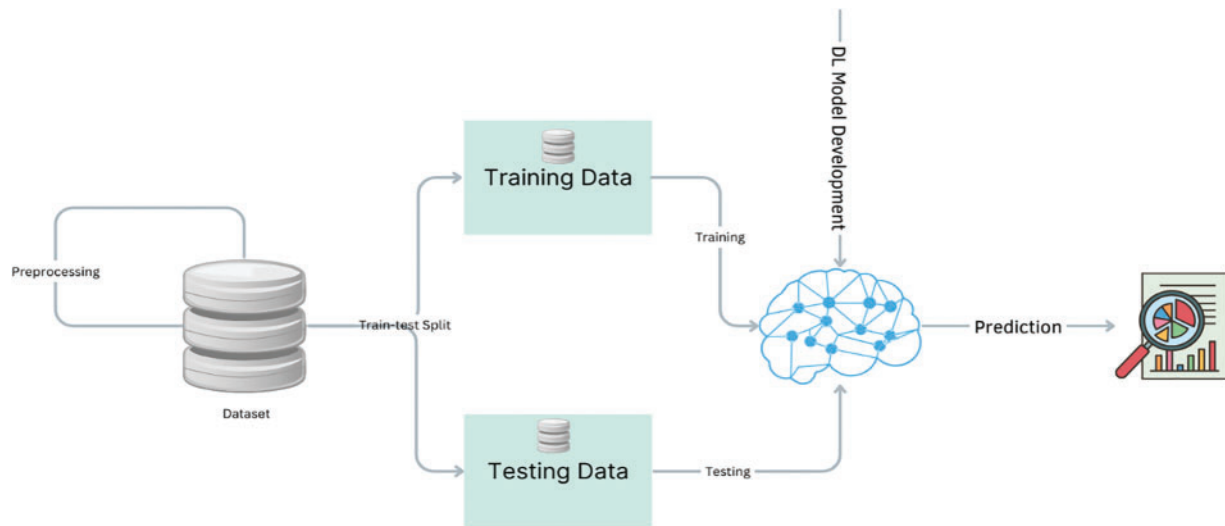 DL Model Development
Training Data
Training
Preprocessing
Train-test Split
Prediction
Dataset
Testing Data
Testing